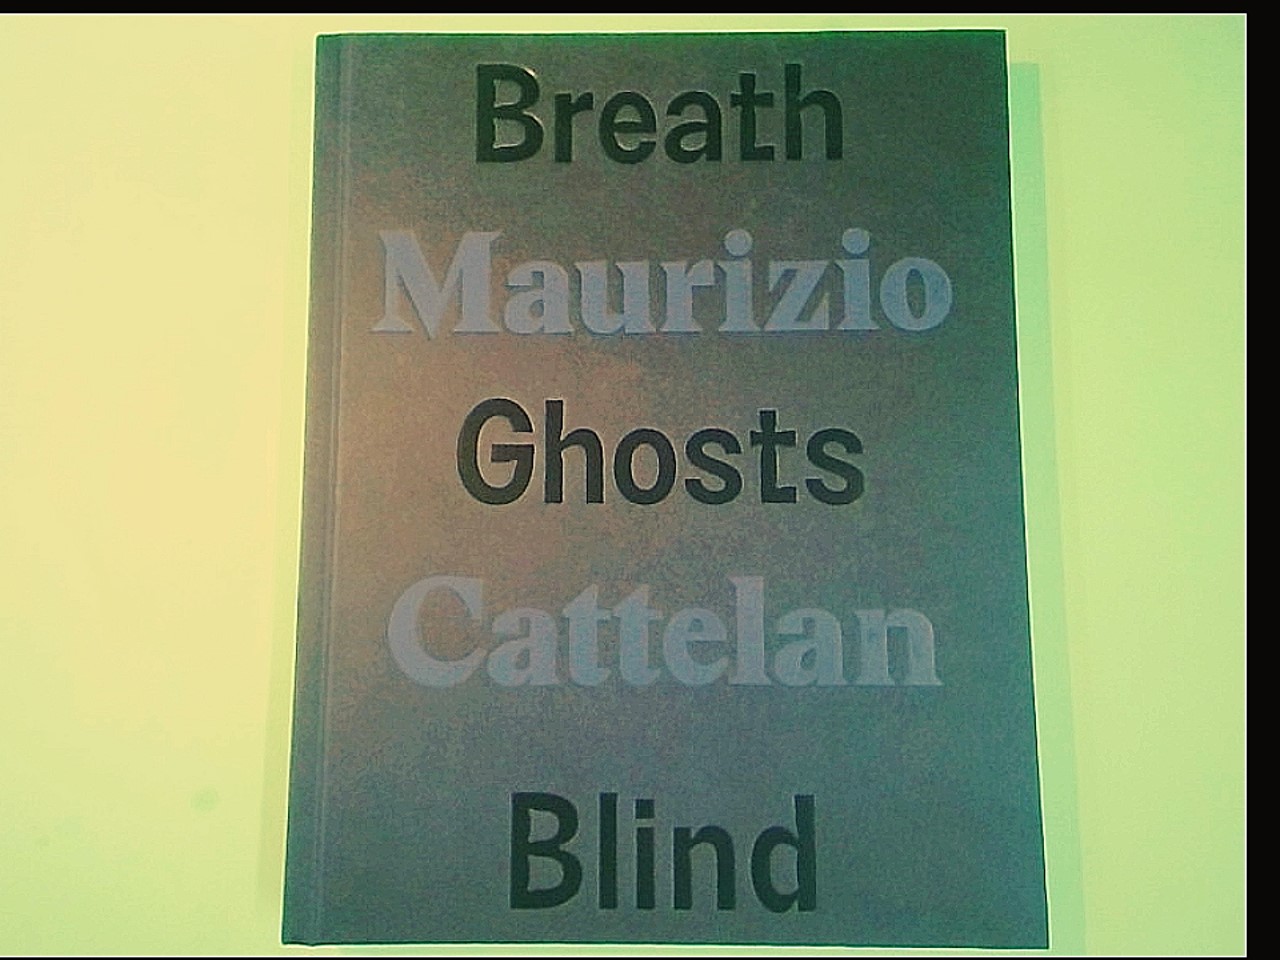 Breath
Maurizio
Ghosts
Cattelan
Blind